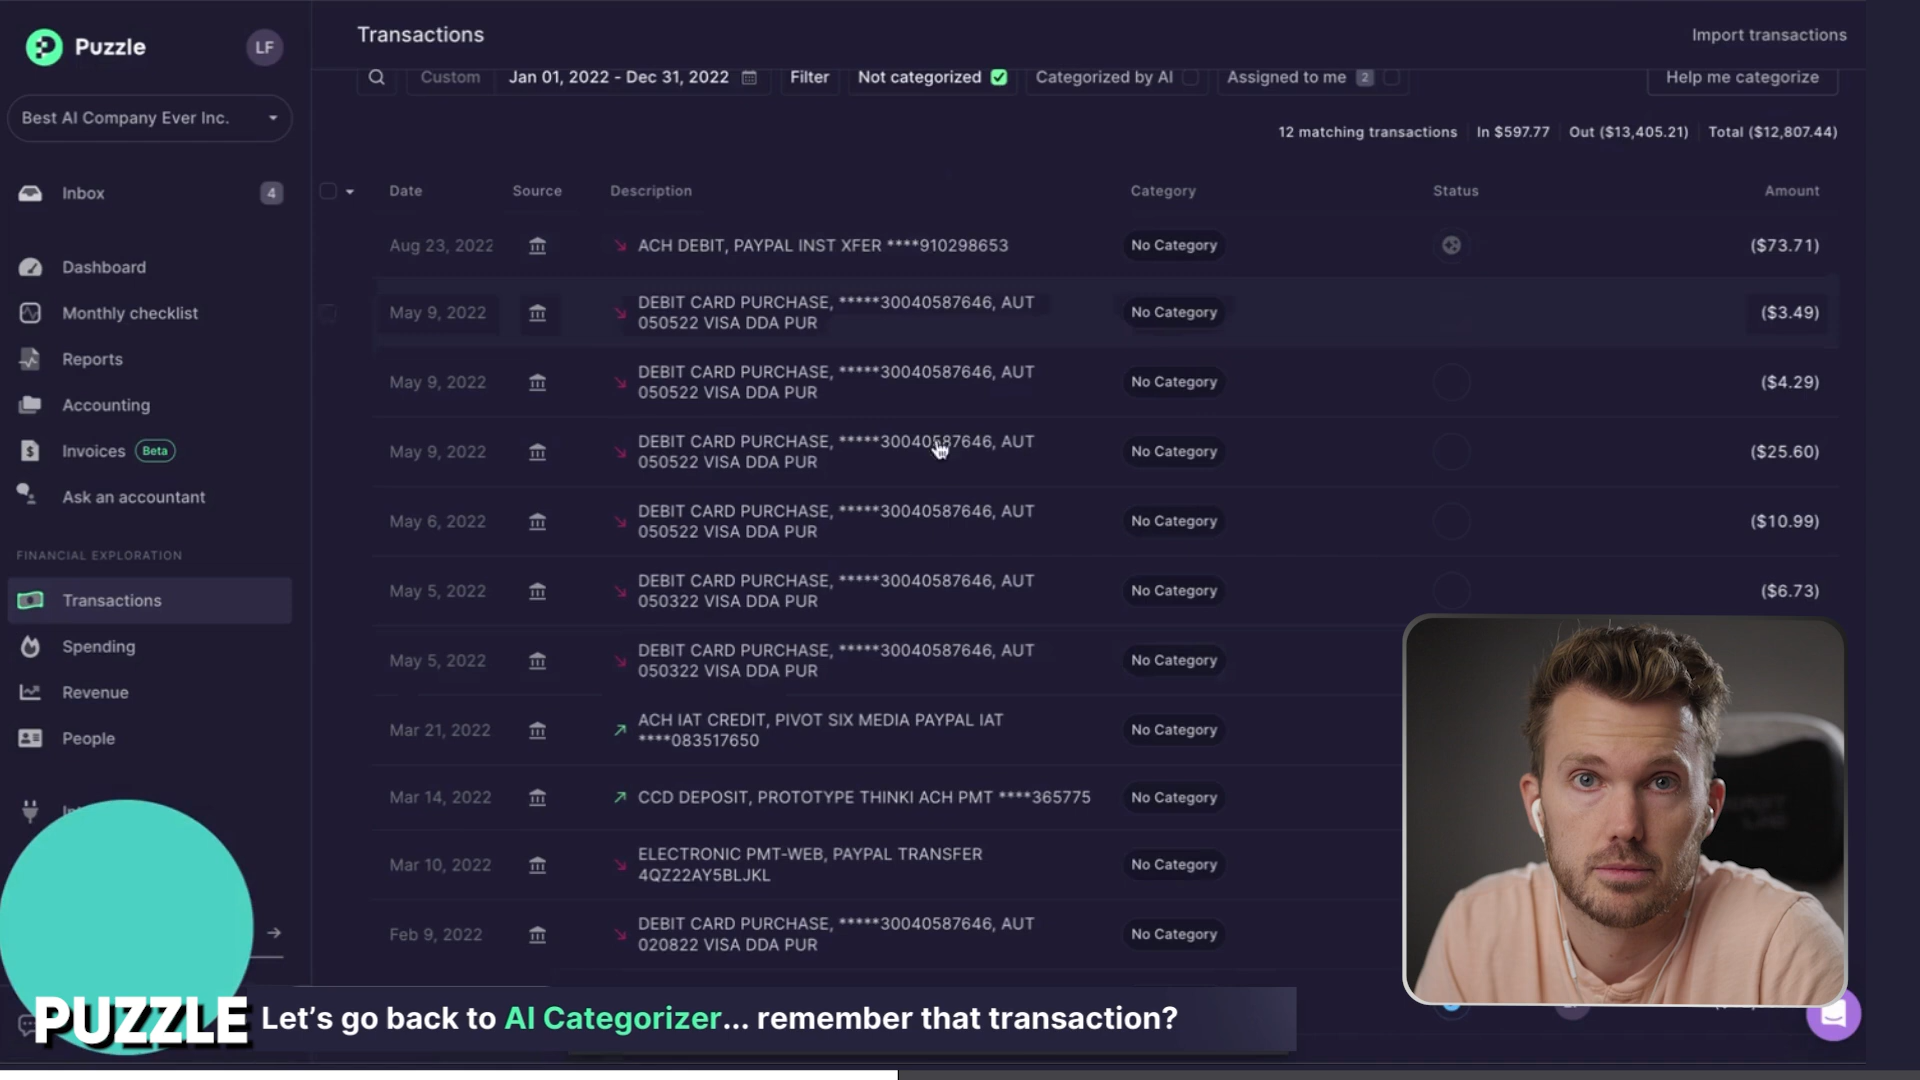 Puzzle
LF
Transactions
Import transactions
Custom
Jan 01, 2022 - Dec 31, 2022
Filter
Not categorized
Categorized by AI
Assigned to me 2
Help me categorize
Best AI Company Ever Inc.
12 matching transactions
In $597.77
Out ($13,405.21)
Total ($12,807.44)
Inbox
4
Dashboard
Monthly checklist
Reports
Accounting
Invoices Beta
Ask an accountant
FINANCIAL EXPLORATION
Transactions
Spending
Revenue
People
Date
Source
Description
Category
Status
Amount
Aug 23, 2022
ACH DEBIT, PAYPAL INST XFER ****910298653
No Category
($73.71)
May 9, 2022
DEBIT CARD PURCHASE, *****30040587646, AUT
050522 VISA DDA PUR
No Category
($3.49)
May 9, 2022
DEBIT CARD PURCHASE, *****30040587646, AUT
050522 VISA DDA PUR
No Category
($4.29)
May 9, 2022
DEBIT CARD PURCHASE, *****30040587646, AUT
050522 VISA DDA PUR
No Category
($25.60)
May 6, 2022
DEBIT CARD PURCHASE, *****30040587646, AUT
050522 VISA DDA PUR
No Category
($10.99)
May 5, 2022
DEBIT CARD PURCHASE, *****30040587646, AUT
050322 VISA DDA PUR
No Category
($6.73)
May 5, 2022
DEBIT CARD PURCHASE, *****30040587646, AUT
050322 VISA DDA PUR
No Category
Mar 21, 2022
ACH IAT CREDIT, PIVOT SIX MEDIA PAYPAL IAT
****083517650
No Category
Mar 14, 2022
CCD DEPOSIT, PROTOTYPE THINKI ACH PMT ****365775
No Category
Mar 10, 2022
ELECTRONIC PMT-WEB, PAYPAL TRANSFER
4QZ22AY5BLJKL
No Category
Feb 9, 2022
DEBIT CARD PURCHASE, *****30040587646, AUT
020822 VISA DDA PUR
No Category
PUZZLE
Let's go back to AI Categorizer... remember that transaction?